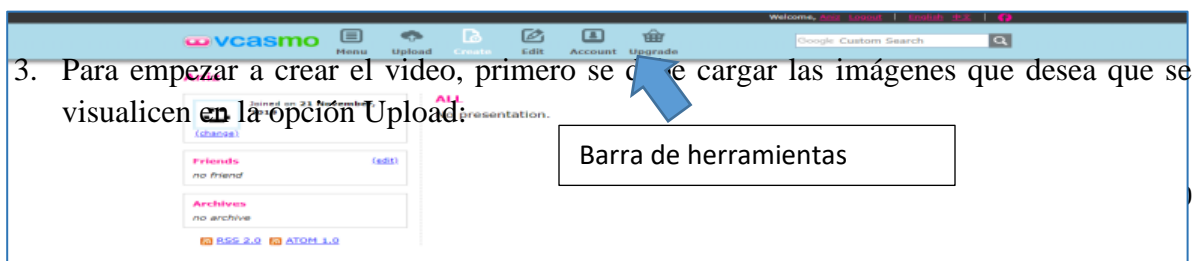 Welcome, Logout | English 中文 |
vcasmo Menu Upload Create Edit Account Upgrade Google Custom Search
3. Para empezar a crear el video, primero se debe cargar las imágenes que desea que se
visualicen en la opción Upload:
Joined on 21 November,
ALL
presentation.
(change)
Friends (edit)
no friend
Barra de herramientas
Archives
no archive
RSS 2.0 ATOM 1.0